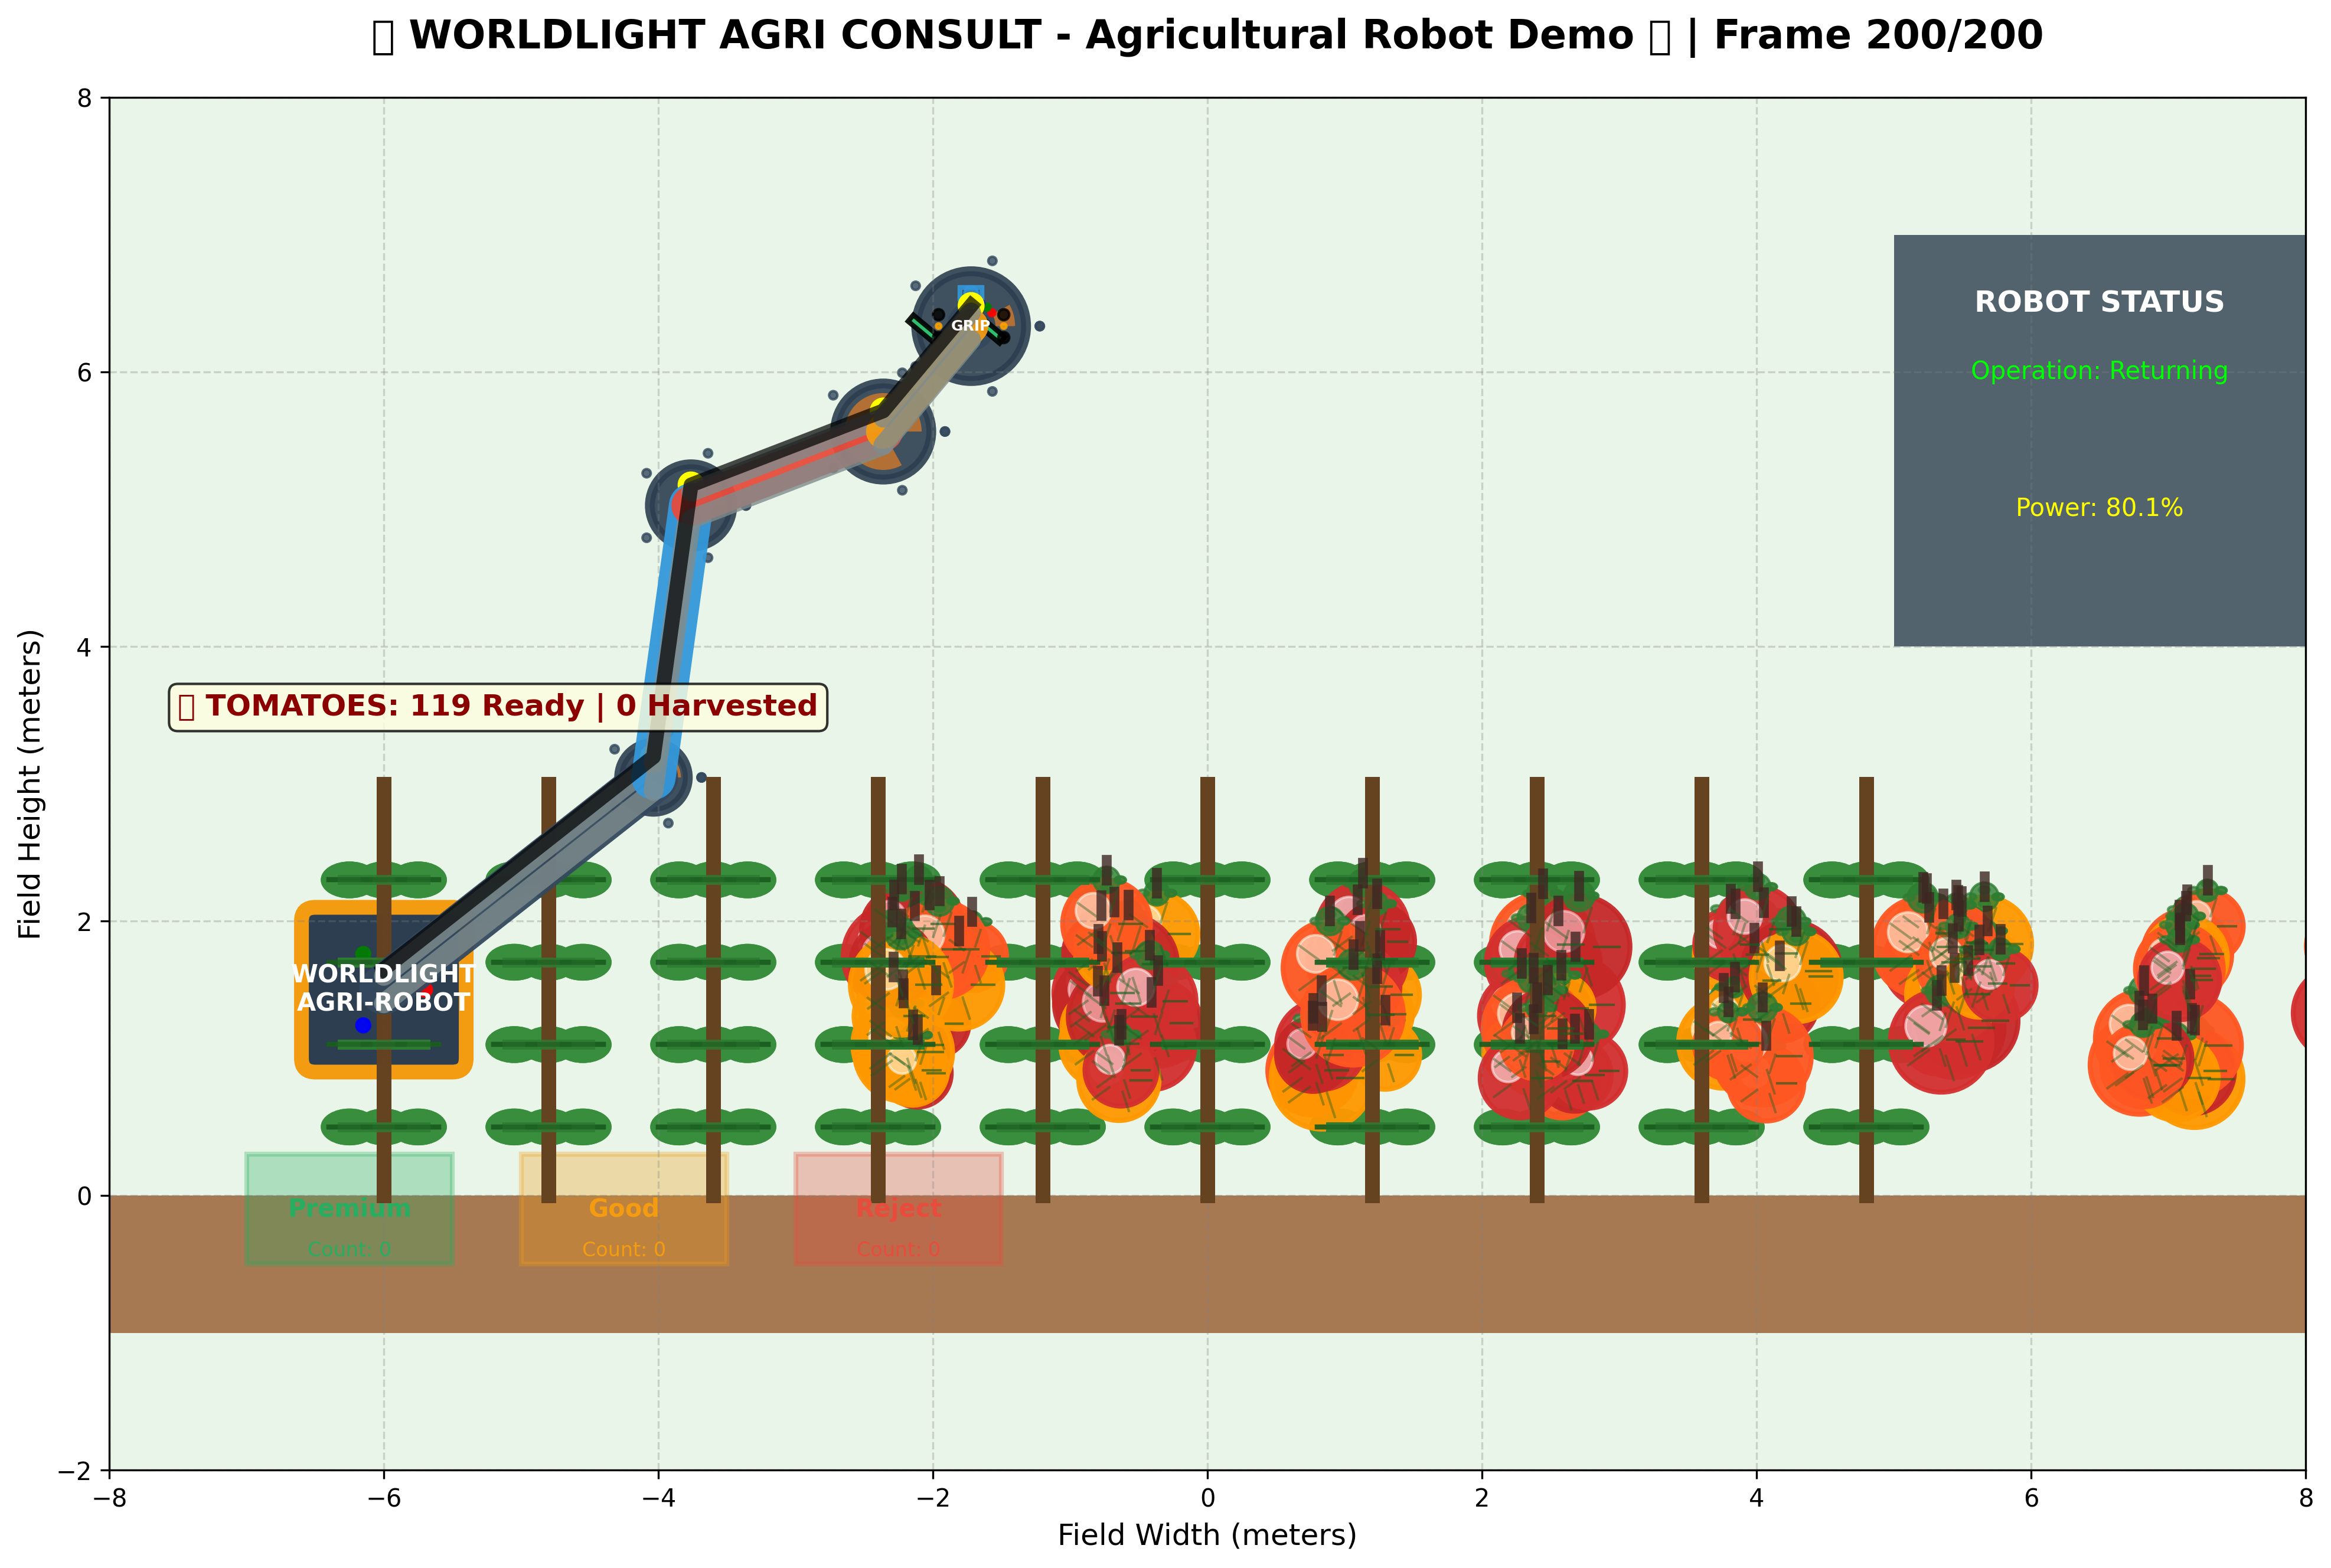 ▯ WORLDLIGHT AGRI CONSULT - Agricultural Robot Demo ▯ | Frame 200/200
8
6
4
2
0
−2
Field Height (meters)
GRIP
ROBOT STATUS
Operation: Returning
Power: 80.1%
▯ TOMATOES: 119 Ready | 0 Harvested
WORLDLIGHT
AGRI-ROBOT
Premium
Count: 0
Good
Count: 0
Reject
Count: 0
−8 −6 −4 −2 0 2 4 6 8
Field Width (meters)